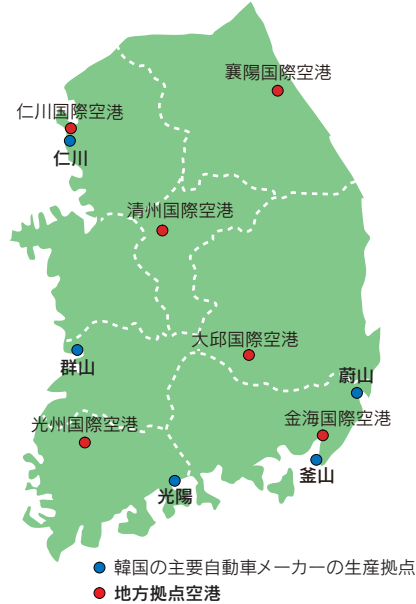 襄陽国際空港
仁川国際空港
仁川
清州国際空港
大邱国際空港
群山
蔚山
光州国際空港
金海国際空港
釜山
光陽
韓国の主要自動車メーカーの生産拠点
地方拠点空港